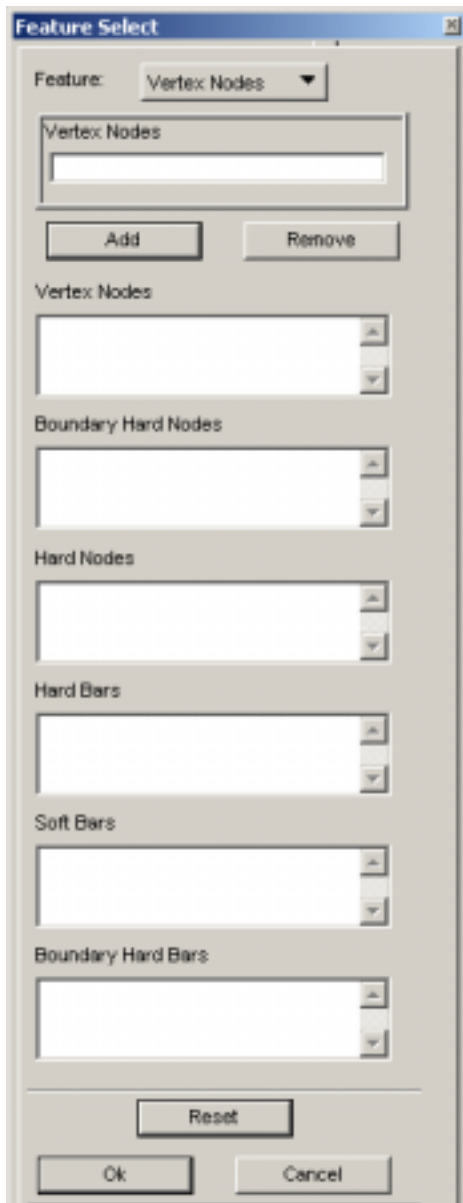 Feature Select
Feature: Vertex Nodes
Vertex Nodes
Add Remove
Vertex Nodes
Boundary Hard Nodes
Hard Nodes
Hard Bars
Soft Bars
Boundary Hard Bars
Reset
Ok Cancel